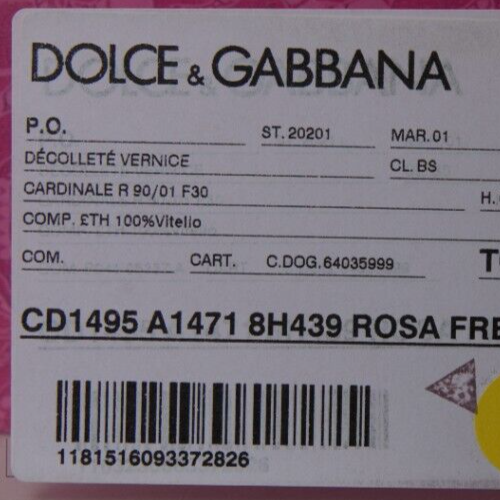 DOLCE & GABBANA
P.O. ST. 20201 MAR. 01
DÉCOLLETÉ VERNICE CL. BS
CARDINALE R 90/01 F30 H.
COMP. £TH 100%Vitello
COM. CART. C.DOG.64035999
CD1495 A1471 8H439 ROSA FRE
1181516093372826